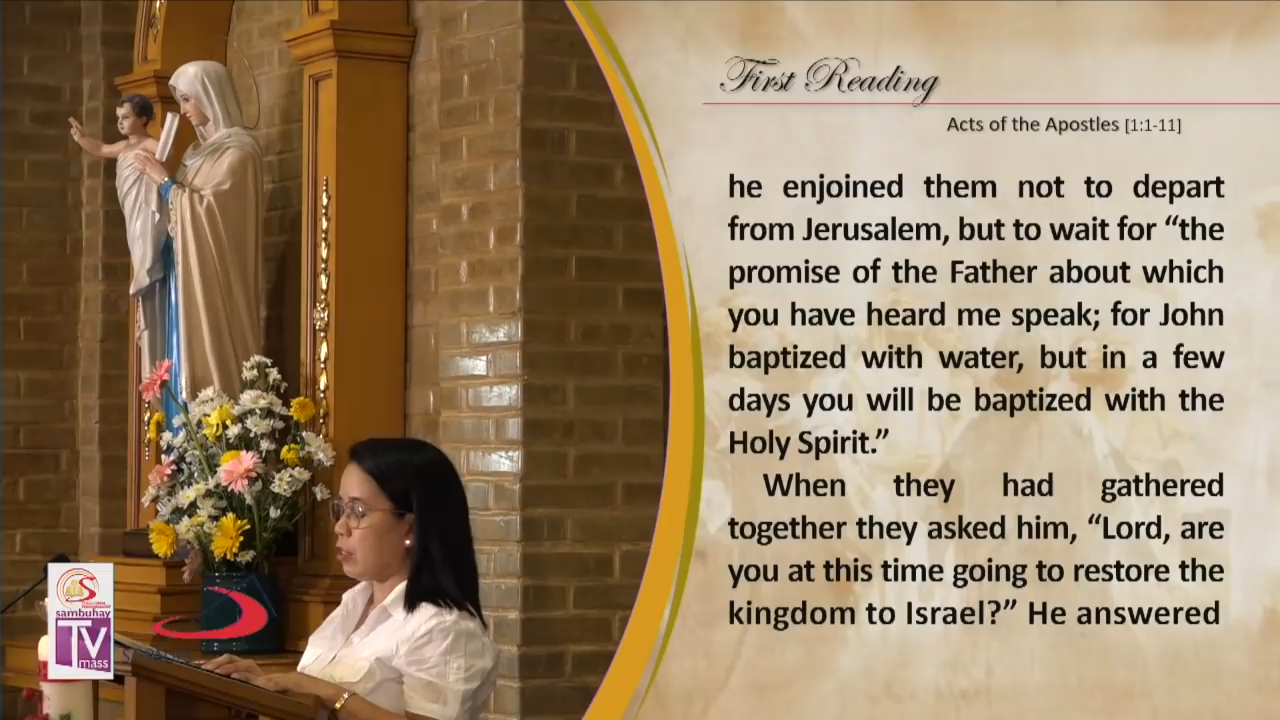 First Reading
Acts of the Apostles [1:1-11]
he enjoined them not to depart
from Jerusalem, but to wait for “the
promise of the Father about which
you have heard me speak; for John
baptized with water, but in a few
days you will be baptized with the
Holy Spirit.”
When they had gathered
together they asked him, “Lord, are
you at this time going to restore the
kingdom to Israel?” He answered
sambuhay
TV
mass